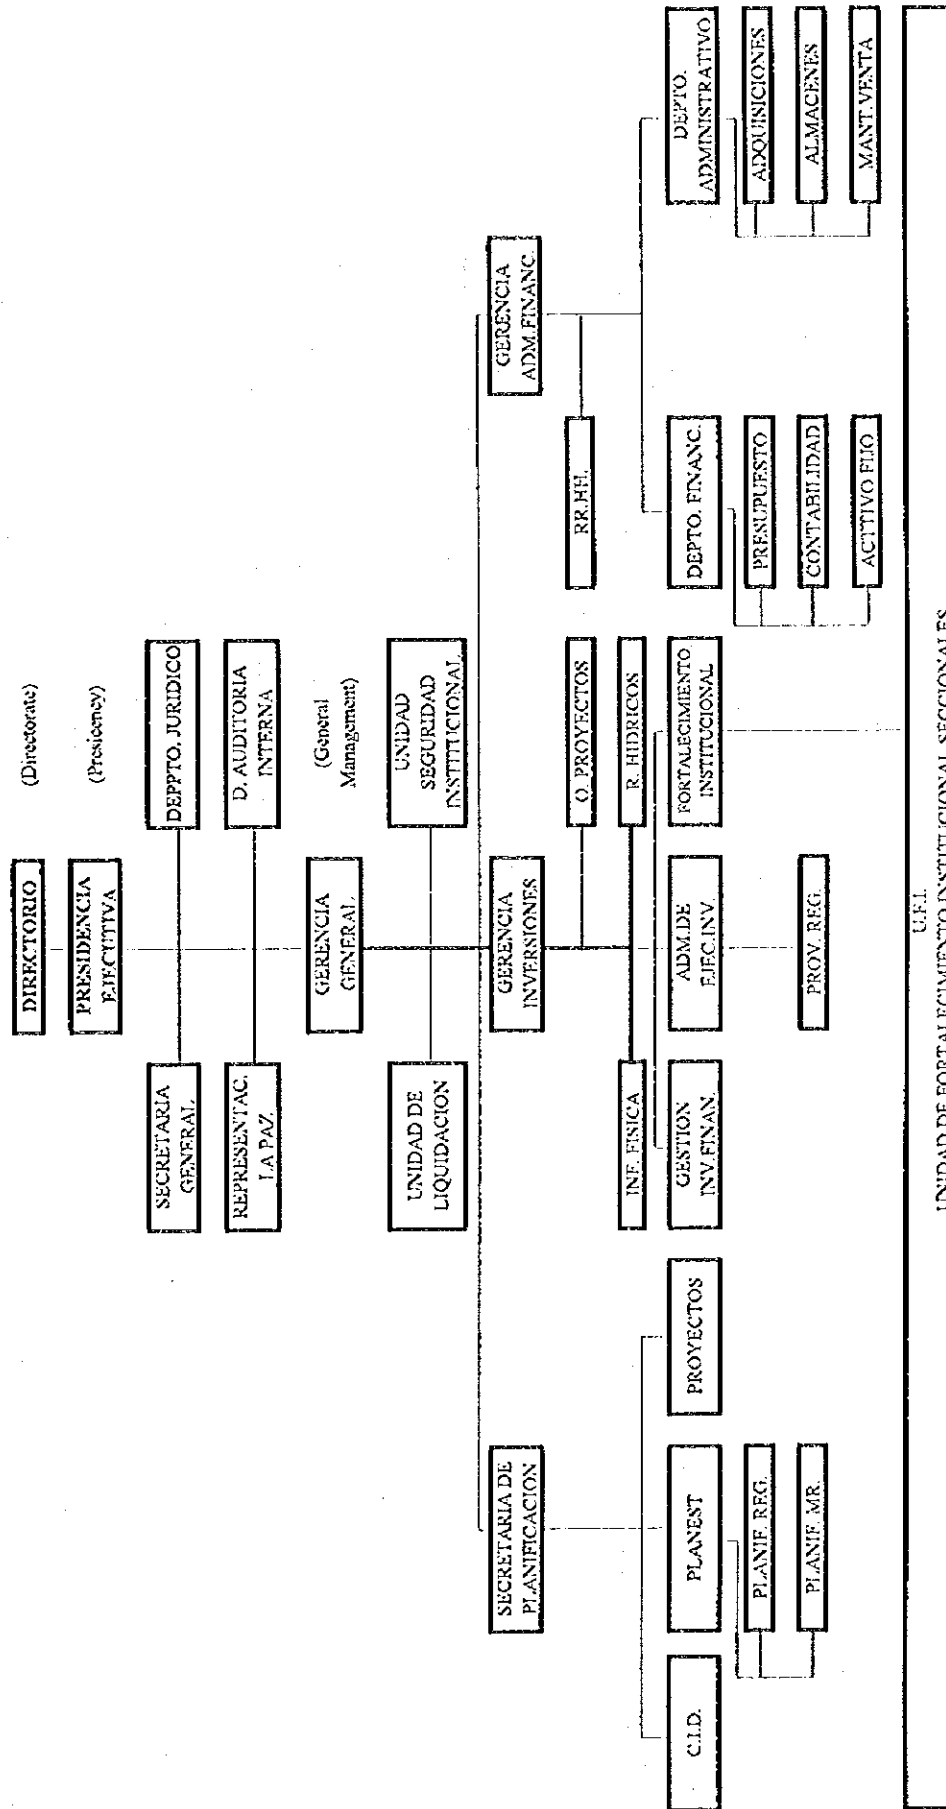 DIRECTORIO
(Directorate)
PRESIDENCIA
EJECUTIVA
(Presicency)
SECRETARIA
GENERAL
DEPPTO. JURIDICO
REPRESENTAC.
LA PAZ
D. AUDITORIA
INTERNA
GERENCIA
GENERAL
(General
Management)
UNIDAD DE
LIQUIDACION
UNIDAD
SEGURIDAD
INSTITUCIONAL
SECRETARIA DE
PLANIFICACION
GERENCIA
INVERSIONES
GERENCIA
ADM.FINANC.
O. PROYECTOS
RR.HH.
INF. FISICA
R. HIDRICOS
C.I.D.
PLANEST
PROYECTOS
GESTION
INV.FINAN.
ADM.DE
EJEC.INV.
FORTALECIMIENTO
INSTITUCIONAL
DEPTO. FINANC.
DEPTO.
ADMINISTRATIVO
PLANIF. REG.
PRESUPUESTO
ADQUISICIONES
PLANIF. MR.
PROV. REG.
CONTABILIDAD
ALMACENES
ACTTIVO FIJO
MANT.VENTA
U.F.I.
UNIDAD DE FORTALECIMIENTO INSTITUCIONAL SECCIONALES